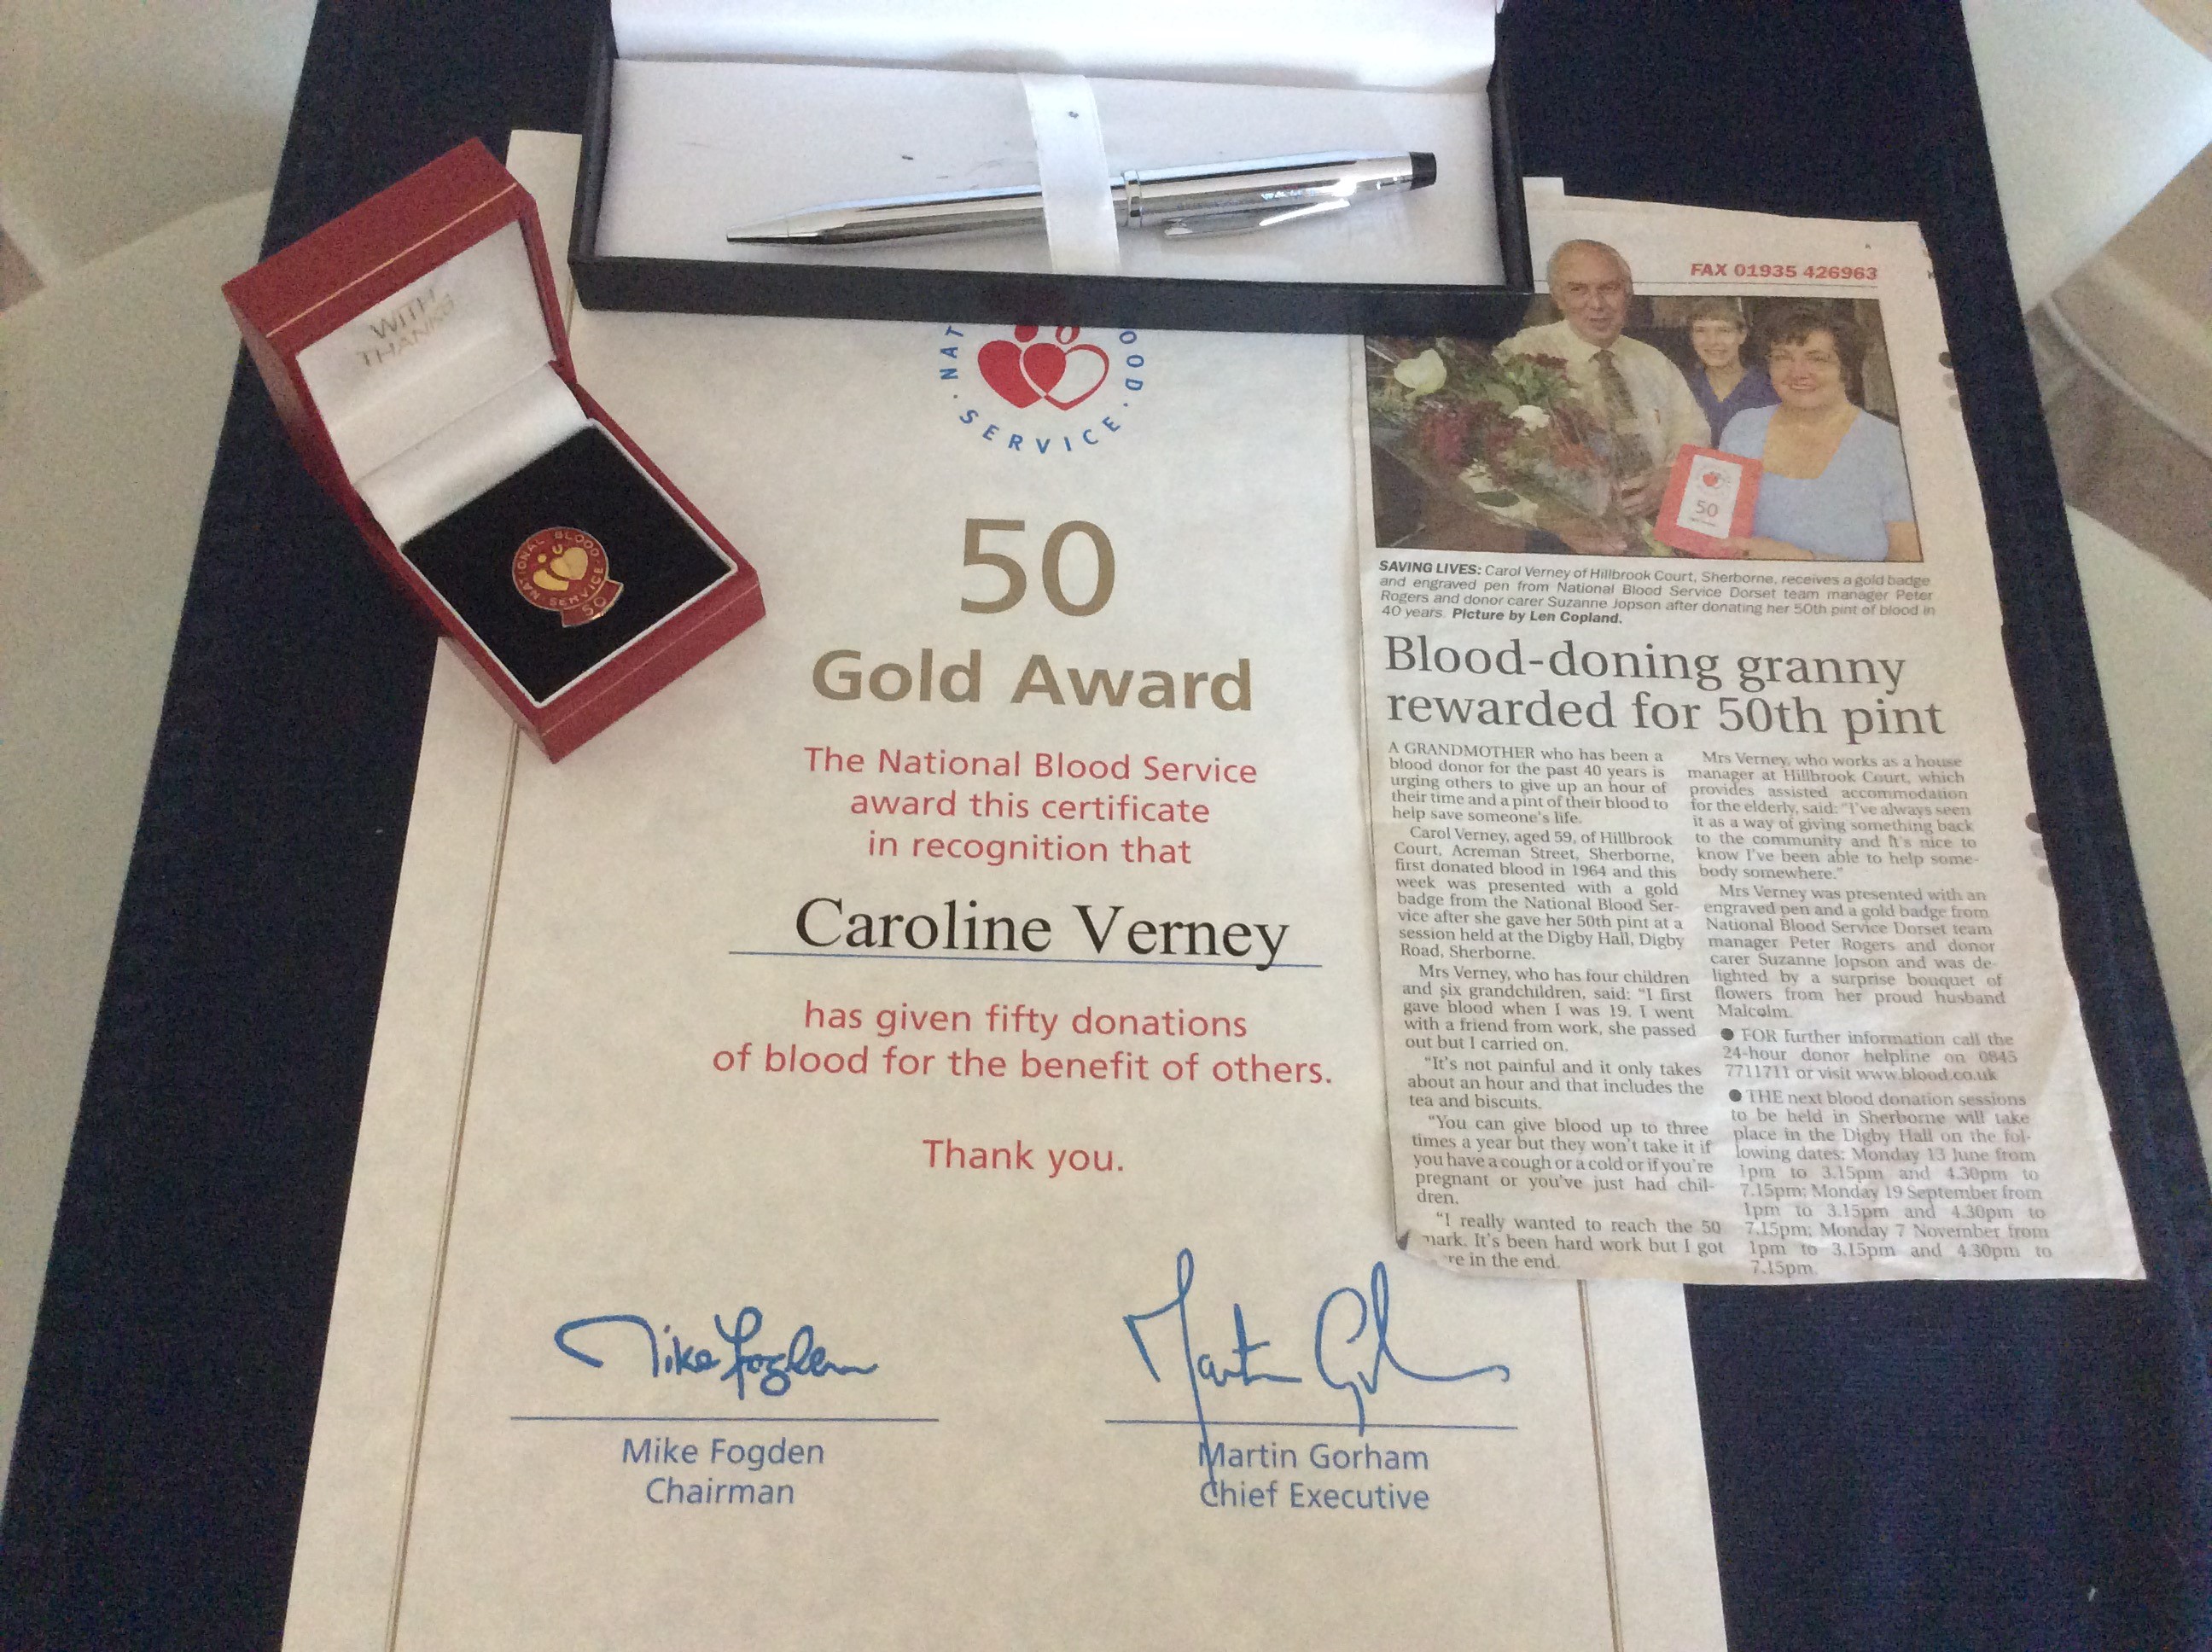 WITH
THANKS
NATIONAL BLOOD
SERVICE
50
NAT OOD
· SERVICE ·
50
Gold Award
The National Blood Service
award this certificate
in recognition that
Caroline Verney
has given fifty donations
of blood for the benefit of others.
Thank you.
Mike Fogden
Martin Gorham
Mike Fogden
Chairman
Martin Gorham
Chief Executive
FAX 01935 426963
50
SAVING LIVES: Carol Verney of Hillbrook Court, Sherborne, receives a gold badge
and engraved pen from National Blood Service Dorset team manager Peter
Rogers and donor carer Suzanne Jopson after donating her 50th pint of blood in
40 years. Picture by Len Copland.
Blood-doning granny
rewarded for 50th pint
A GRANDMOTHER who has been a
blood donor for the past 40 years is
urging others to give up an hour of
their time and a pint of their blood to
help save someone's life.
Carol Verney, aged 59, of Hillbrook
Court, Acreman Street, Sherborne,
first donated blood in 1964 and this
week was presented with a gold
badge from the National Blood Ser-
vice after she gave her 50th pint at a
session held at the Digby Hall, Digby
Road, Sherborne.
Mrs Verney, who has four children
and six grandchildren, said: "I first
gave blood when I was 19. I went
with a friend from work, she passed
out but I carried on.
"It's not painful and it only takes
about an hour and that includes the
tea and biscuits.
"You can give blood up to three
times a year but they won't take it if
you have a cough or a cold or if you're
pregnant or you've just had chil-
dren.
"I really wanted to reach the 50
mark. It's been hard work but I got
re in the end.
Mrs Verney, who works as a house
manager at Hillbrook Court, which
provides assisted accommodation
for the elderly, said: "I've always seen
it as a way of giving something back
to the community and it's nice to
know I've been able to help some-
body somewhere."
Mrs Verney was presented with an
engraved pen and a gold badge from
National Blood Service Dorset team
manager Peter Rogers and donor
carer Suzanne Jopson and was de-
lighted by a surprise bouquet of
flowers from her proud husband
Malcolm.
● FOR further information call the
24-hour donor helpline on 0845
7711711 or visit www.blood.co.uk
● THE next blood donation sessions
to be held in Sherborne will take
place in the Digby Hall on the fol-
lowing dates: Monday 13 June from
1pm to 3.15pm and 4.30pm to
7.15pm; Monday 19 September from
1pm to 3.15pm and 4.30pm to
7.15pm; Monday 7 November from
1pm to 3.15pm and 4.30pm to
7.15pm.